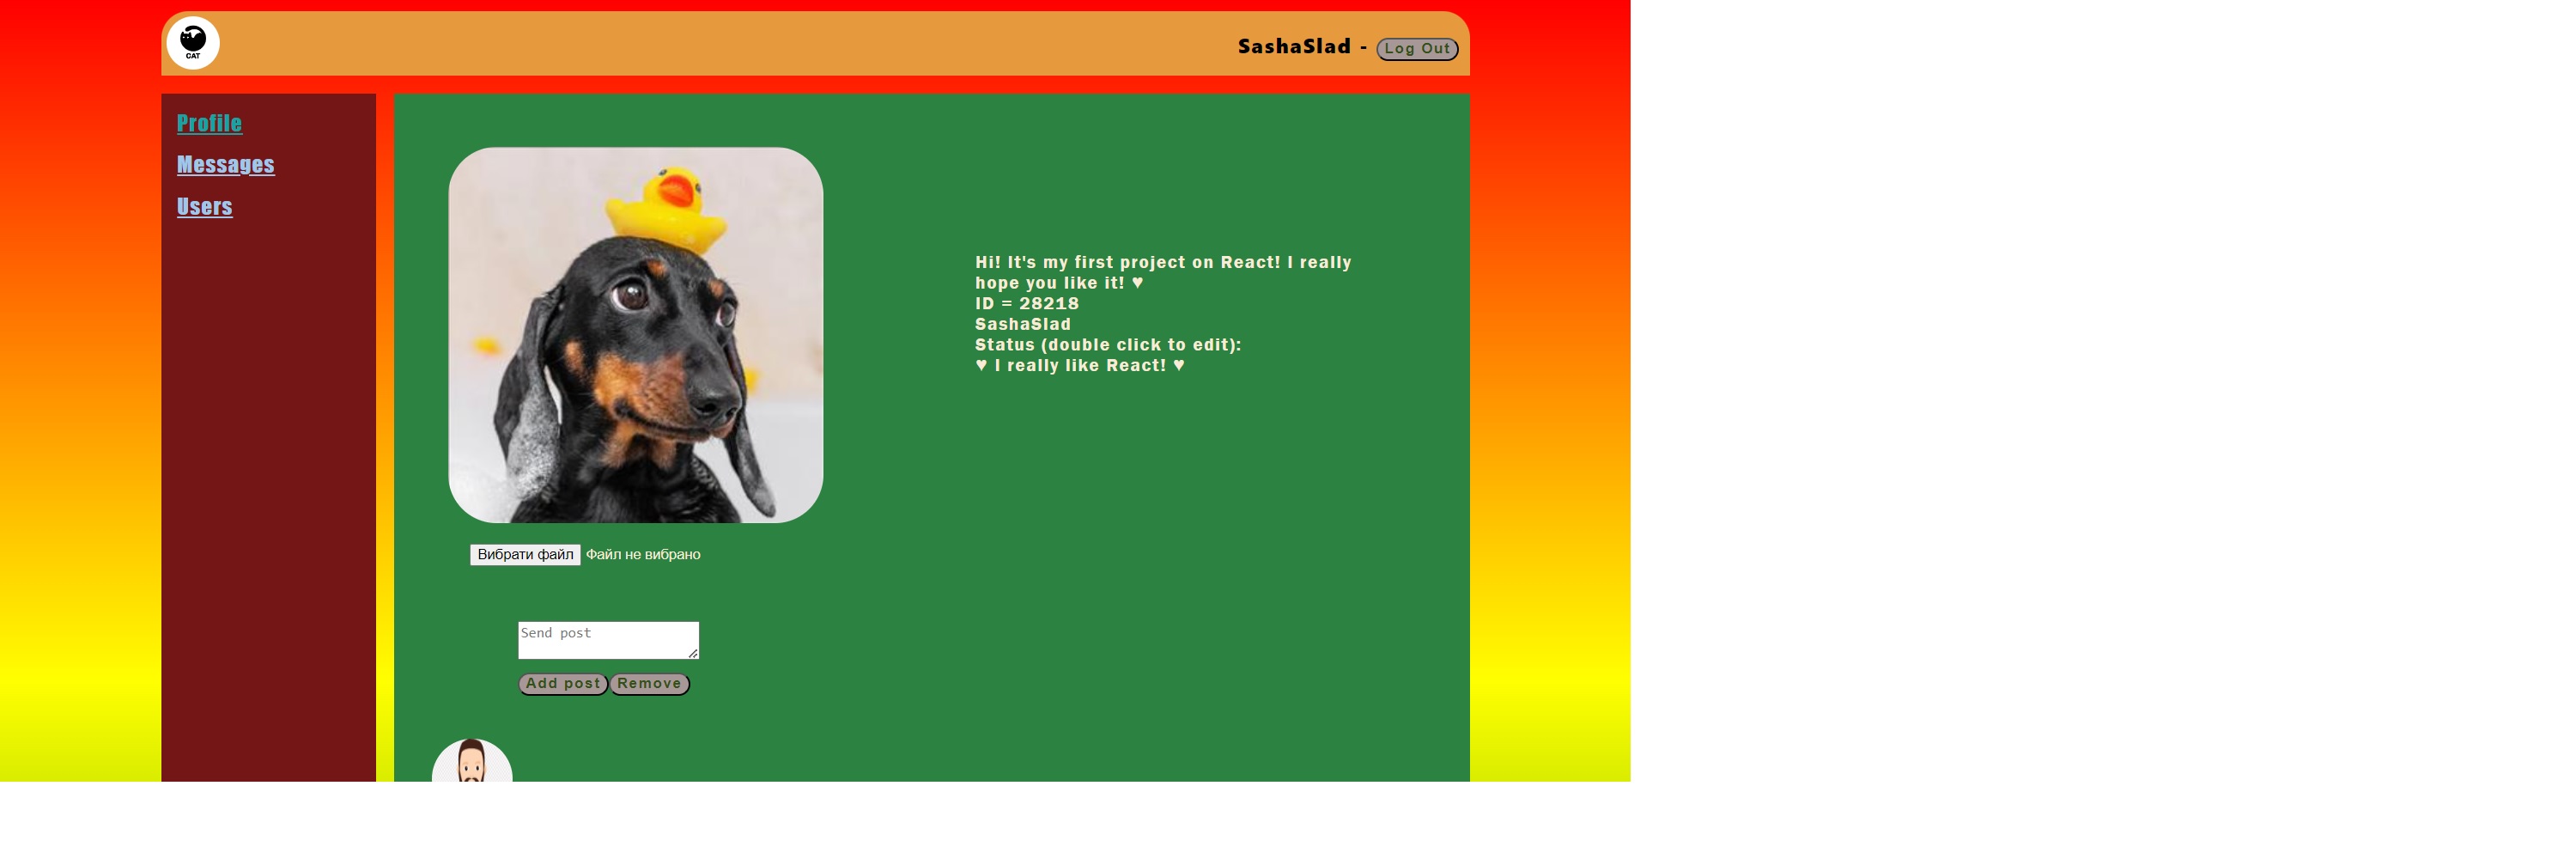 CAT
SashaSlad - Log Out
Profile
Messages
Users
Hi! It's my first project on React! I really
hope you like it! ♥
ID = 28218
SashaSlad
Status (double click to edit):
♥ I really like React! ♥
Вибрати файл Файл не вибрано
Send post
Add post Remove